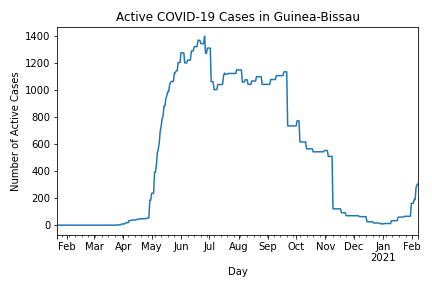 Active COVID-19 Cases in Guinea-Bissau
Number of Active Cases
1400
1200
1000
800
600
400
200
0
Feb Mar Apr May Jun Jul Aug Sep Oct Nov Dec Jan Feb
2021
Day